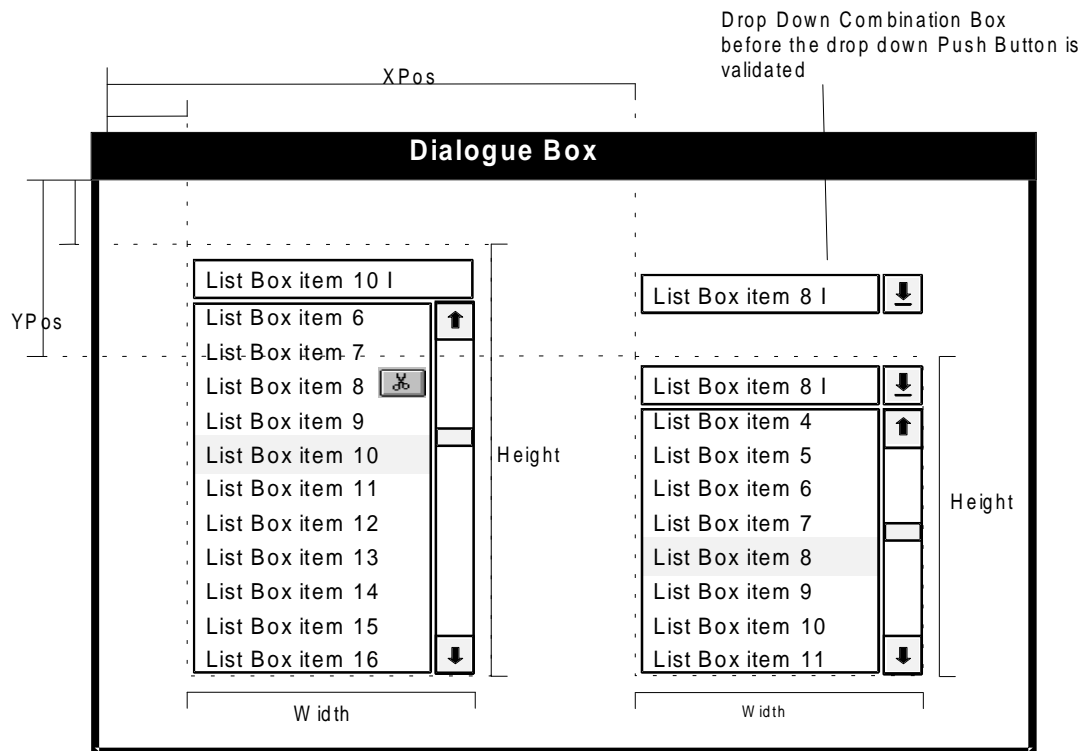 Drop Down Combination Box
before the drop down Push Button is
validated
XPos
Dialogue Box
YPos
List Box item 10 I
List Box item 6
List Box item 7
List Box item 8
List Box item 9
List Box item 10
List Box item 11
List Box item 12
List Box item 13
List Box item 14
List Box item 15
List Box item 16
Height
Width
List Box item 8 I
List Box item 8 I
List Box item 4
List Box item 5
List Box item 6
List Box item 7
List Box item 8
List Box item 9
List Box item 10
List Box item 11
Height
Width